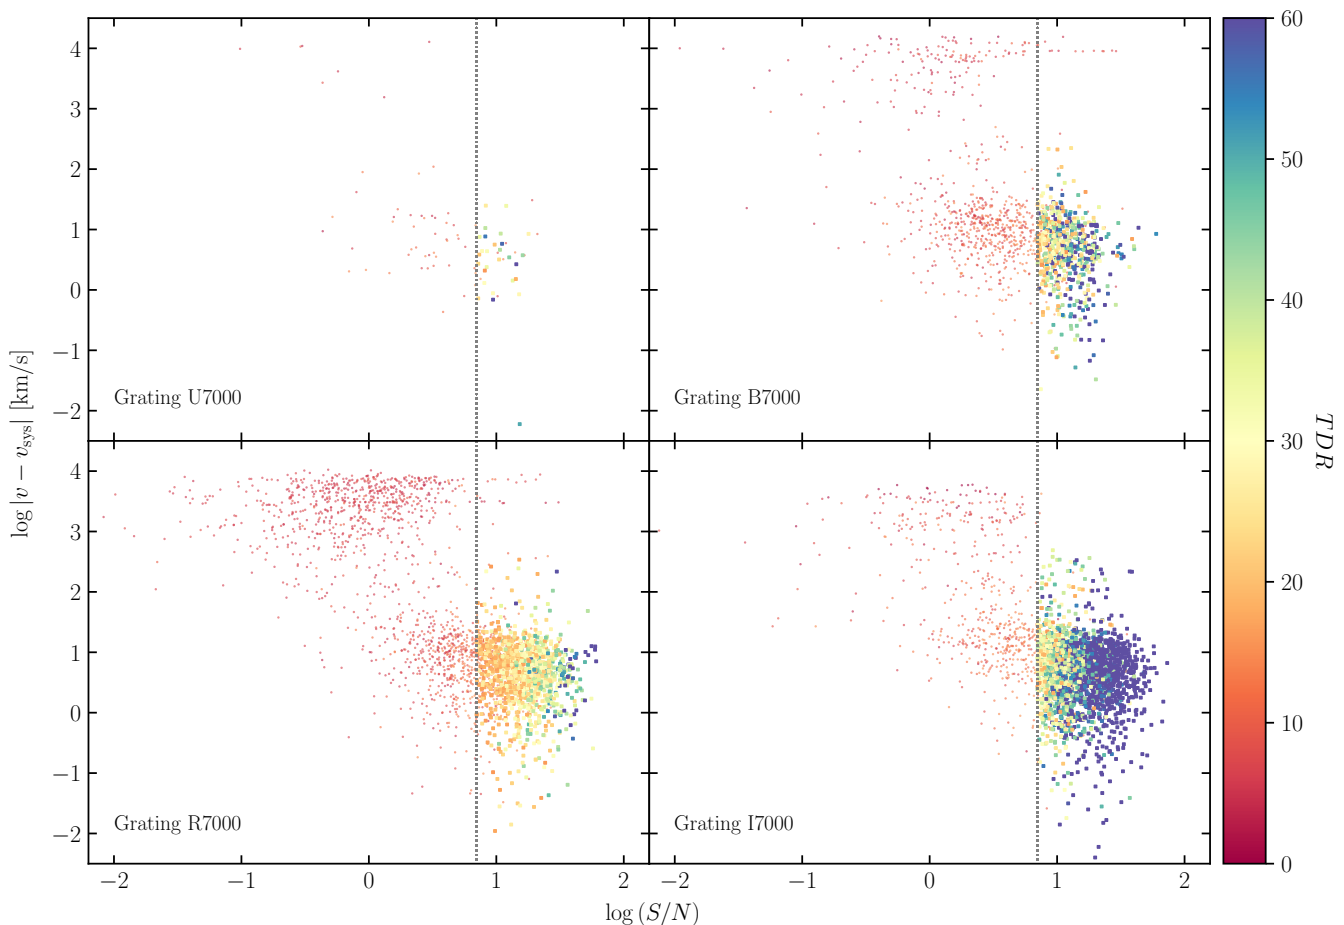 4
3
2
1
0
−1
−2
Grating U7000
Grating B7000
log |v − v_sys| [km/s]
4
3
2
1
0
−1
−2
Grating R7000
Grating I7000
−2 −1 0 1 2 −2 −1 0 1 2
log (S/N)
60
50
40
30
20
10
0
TDR